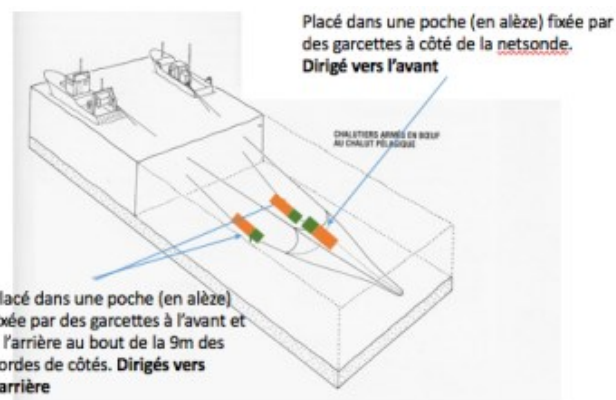 Placé dans une poche (en alèze) fixée par
des garcettes à côté de la netsonde.
Dirigé vers l'avant
CHALUTIERS ARMÉS EN BŒUF
AU CHALUT PÉLAGIQUE
lacé dans une poche (en alèze)
ixée par des garcettes à l'avant et
l'arrière au bout de la 9m des
ordes de côtés. Dirigés vers
arrière